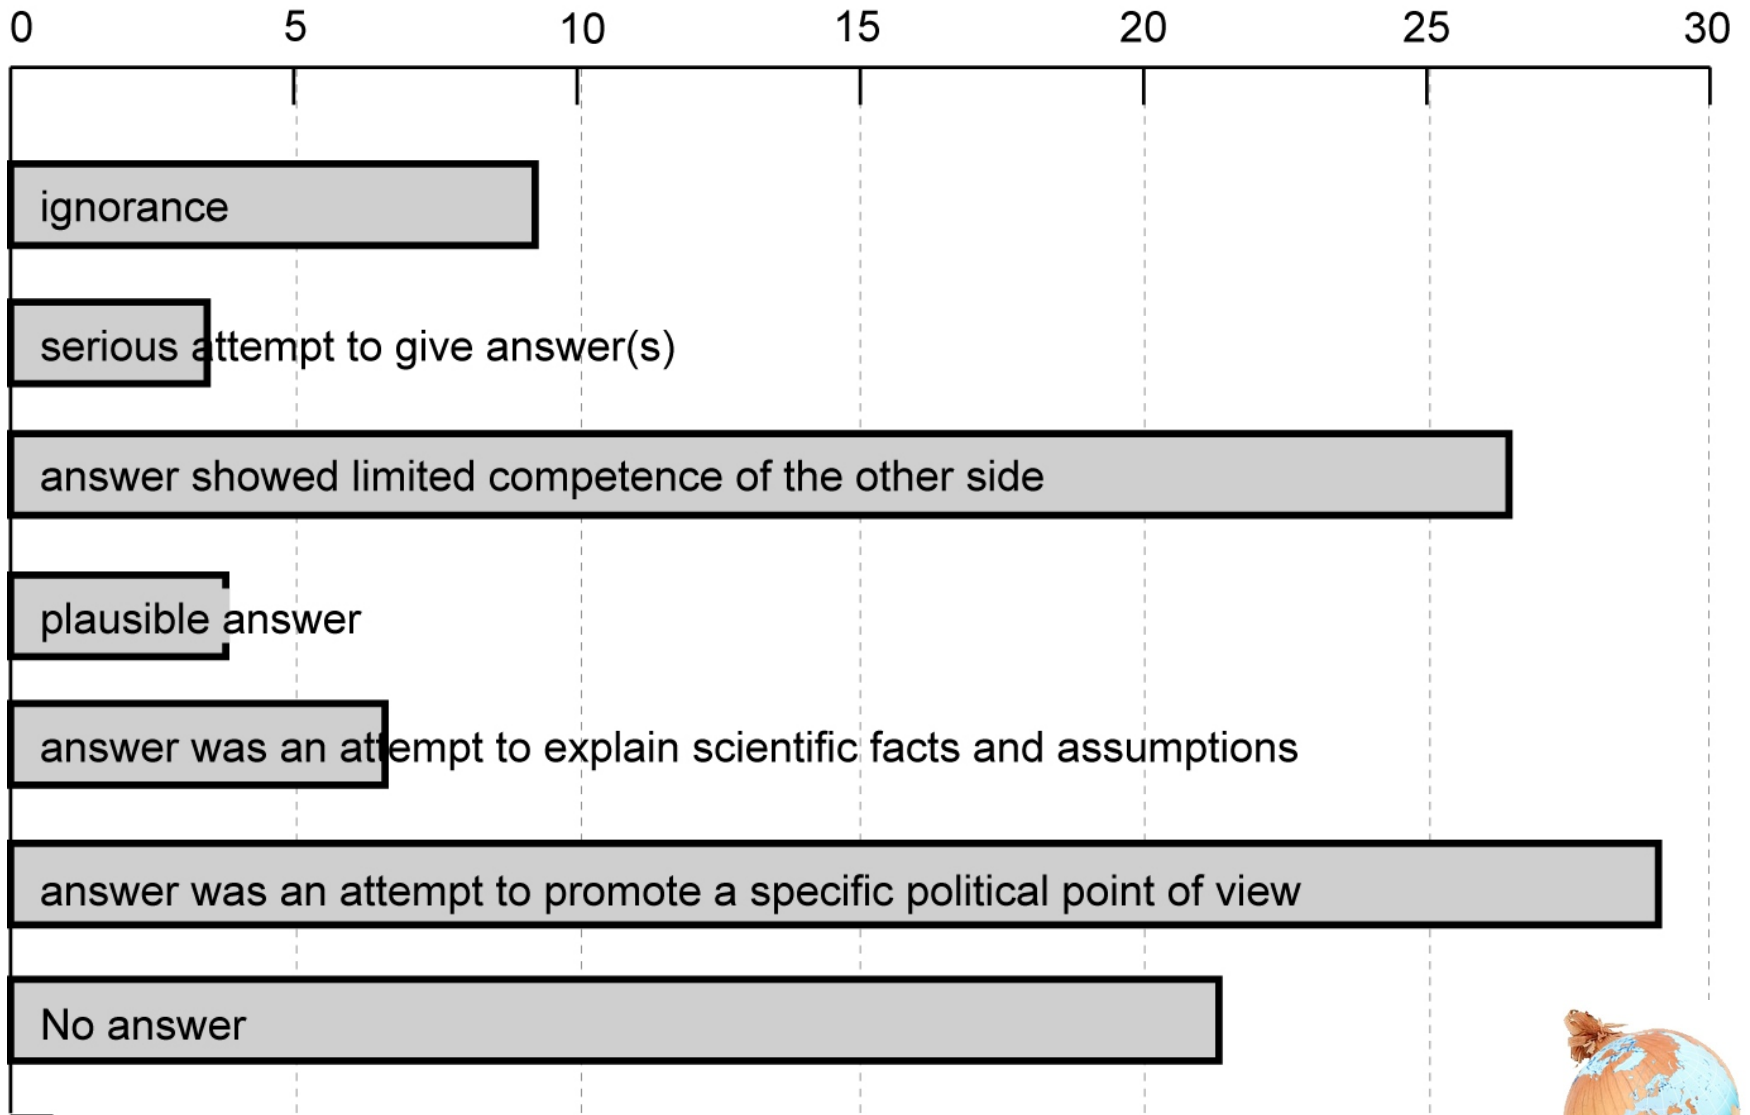 0 5 10 15 20 25 30
ignorance
serious attempt to give answer(s)
answer showed limited competence of the other side
plausible answer
answer was an attempt to explain scientific facts and assumptions
answer was an attempt to promote a specific political point of view
No answer